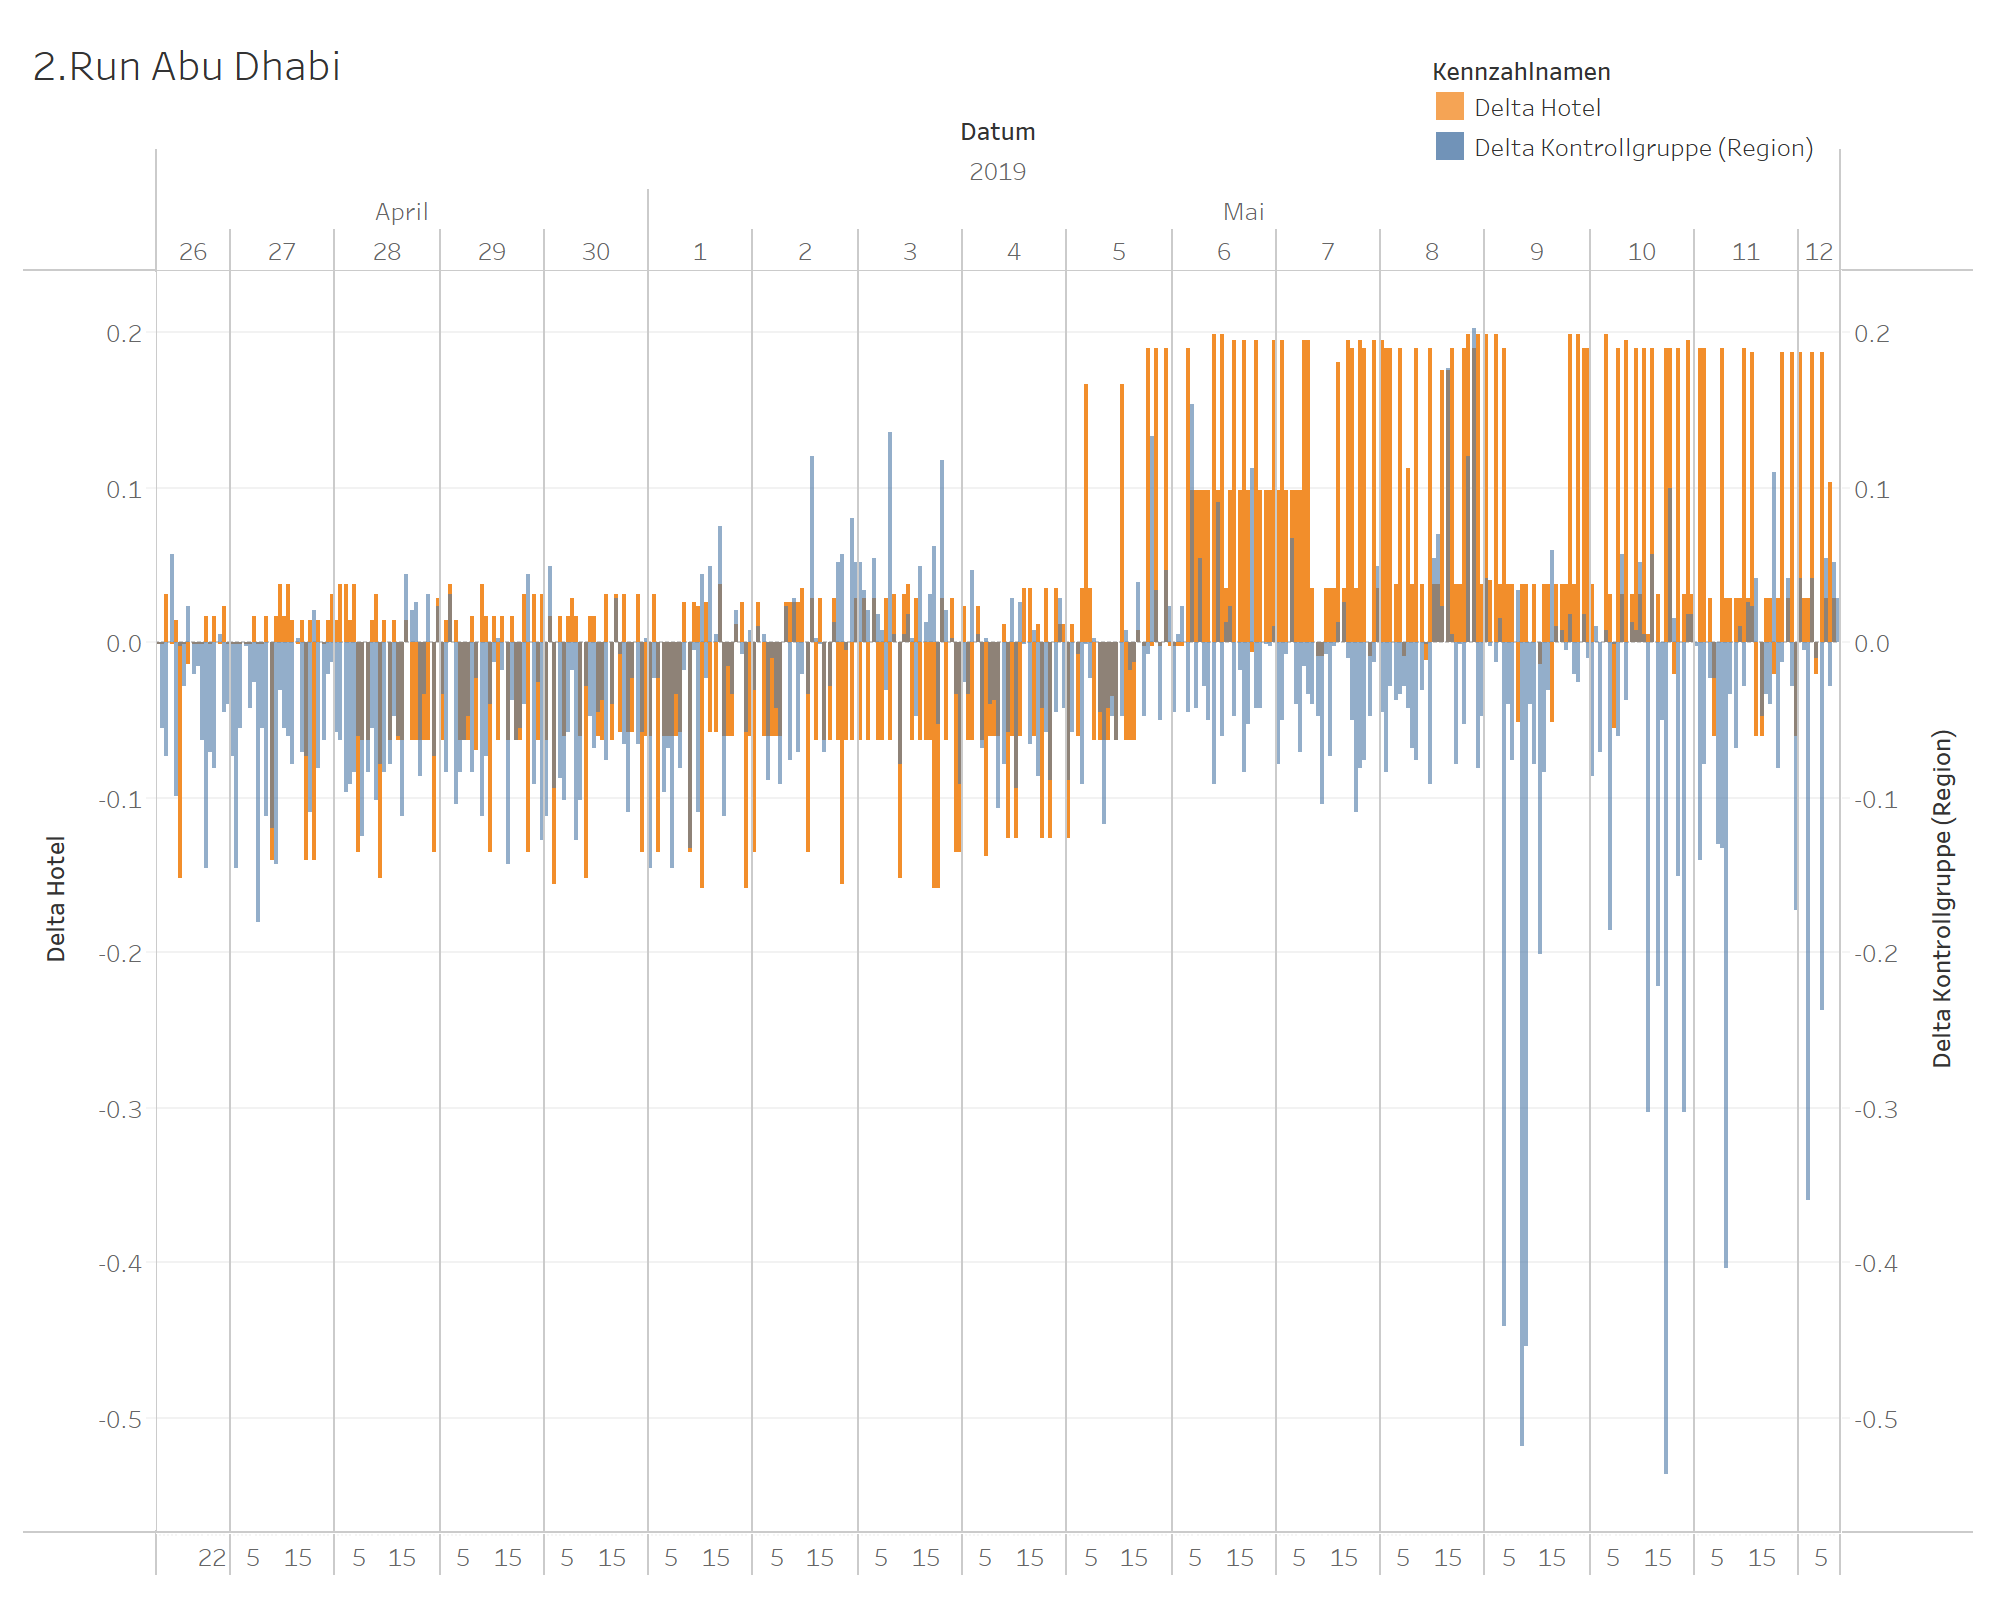 2.Run Abu Dhabi
Kennzahlnamen
Delta Hotel
Delta Kontrollgruppe (Region)
Datum
2019
April Mai
26 27 28 29 30 1 2 3 4 5 6 7 8 9 10 11 12
0.2 0.2
0.1 0.1
0.0 0.0
-0.1 -0.1
-0.2 -0.2
-0.3 -0.3
-0.4 -0.4
-0.5 -0.5
Delta Hotel
Delta Kontrollgruppe (Region)
22 5 15 5 15 5 15 5 15 5 15 5 15 5 15 5 15 5 15 5 15 5 15 5 15 5 15 5 15 5 15 5